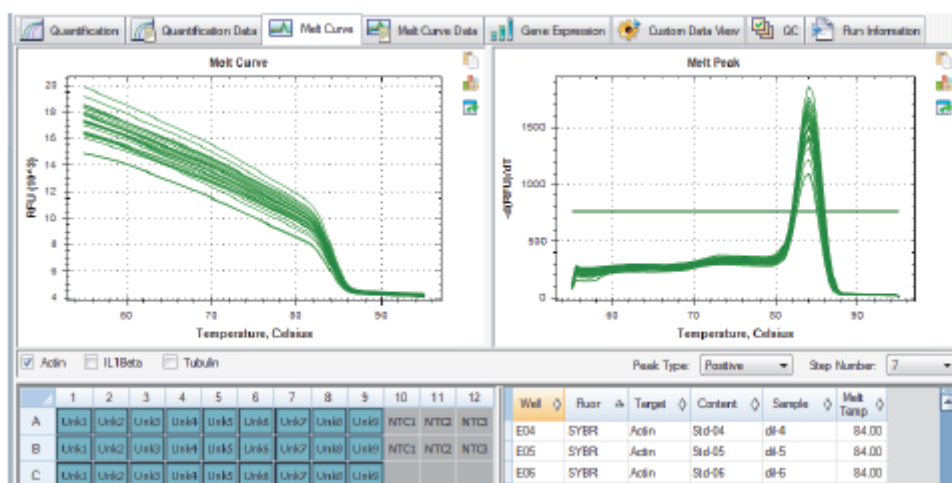 Quantification Quantification Data Melt Curve Melt Curve Data Gene Expression Custom Data View QC Run Information
Melt Curve
20
18
16
14
12
10
8
6
4
RFU (10^3)
60 70 80 90
Temperature, Celsius
Melt Peak
1500
1000
500
0
-d(RFU)/dT
60 70 80 90
Temperature, Celsius
Actin IL1Beta Tubulin
Peak Type: Positive Step Number: 7
1 2 3 4 5 6 7 8 9 10 11 12
A Unk1 Unk2 Unk3 Unk4 Unk5 Unk6 Unk7 Unk8 Unk9 NTC1 NTC2 NTC3
B Unk1 Unk2 Unk3 Unk4 Unk5 Unk6 Unk7 Unk8 Unk9 NTC1 NTC2 NTC3
C Unk1 Unk2 Unk3 Unk4 Unk5 Unk6 Unk7 Unk8 Unk9
Well Fluor Target Content Sample Melt Temp
E04 SYBR Actin Std-04 dil-4 84.00
E05 SYBR Actin Std-05 dil-5 84.00
E06 SYBR Actin Std-06 dil-6 84.00